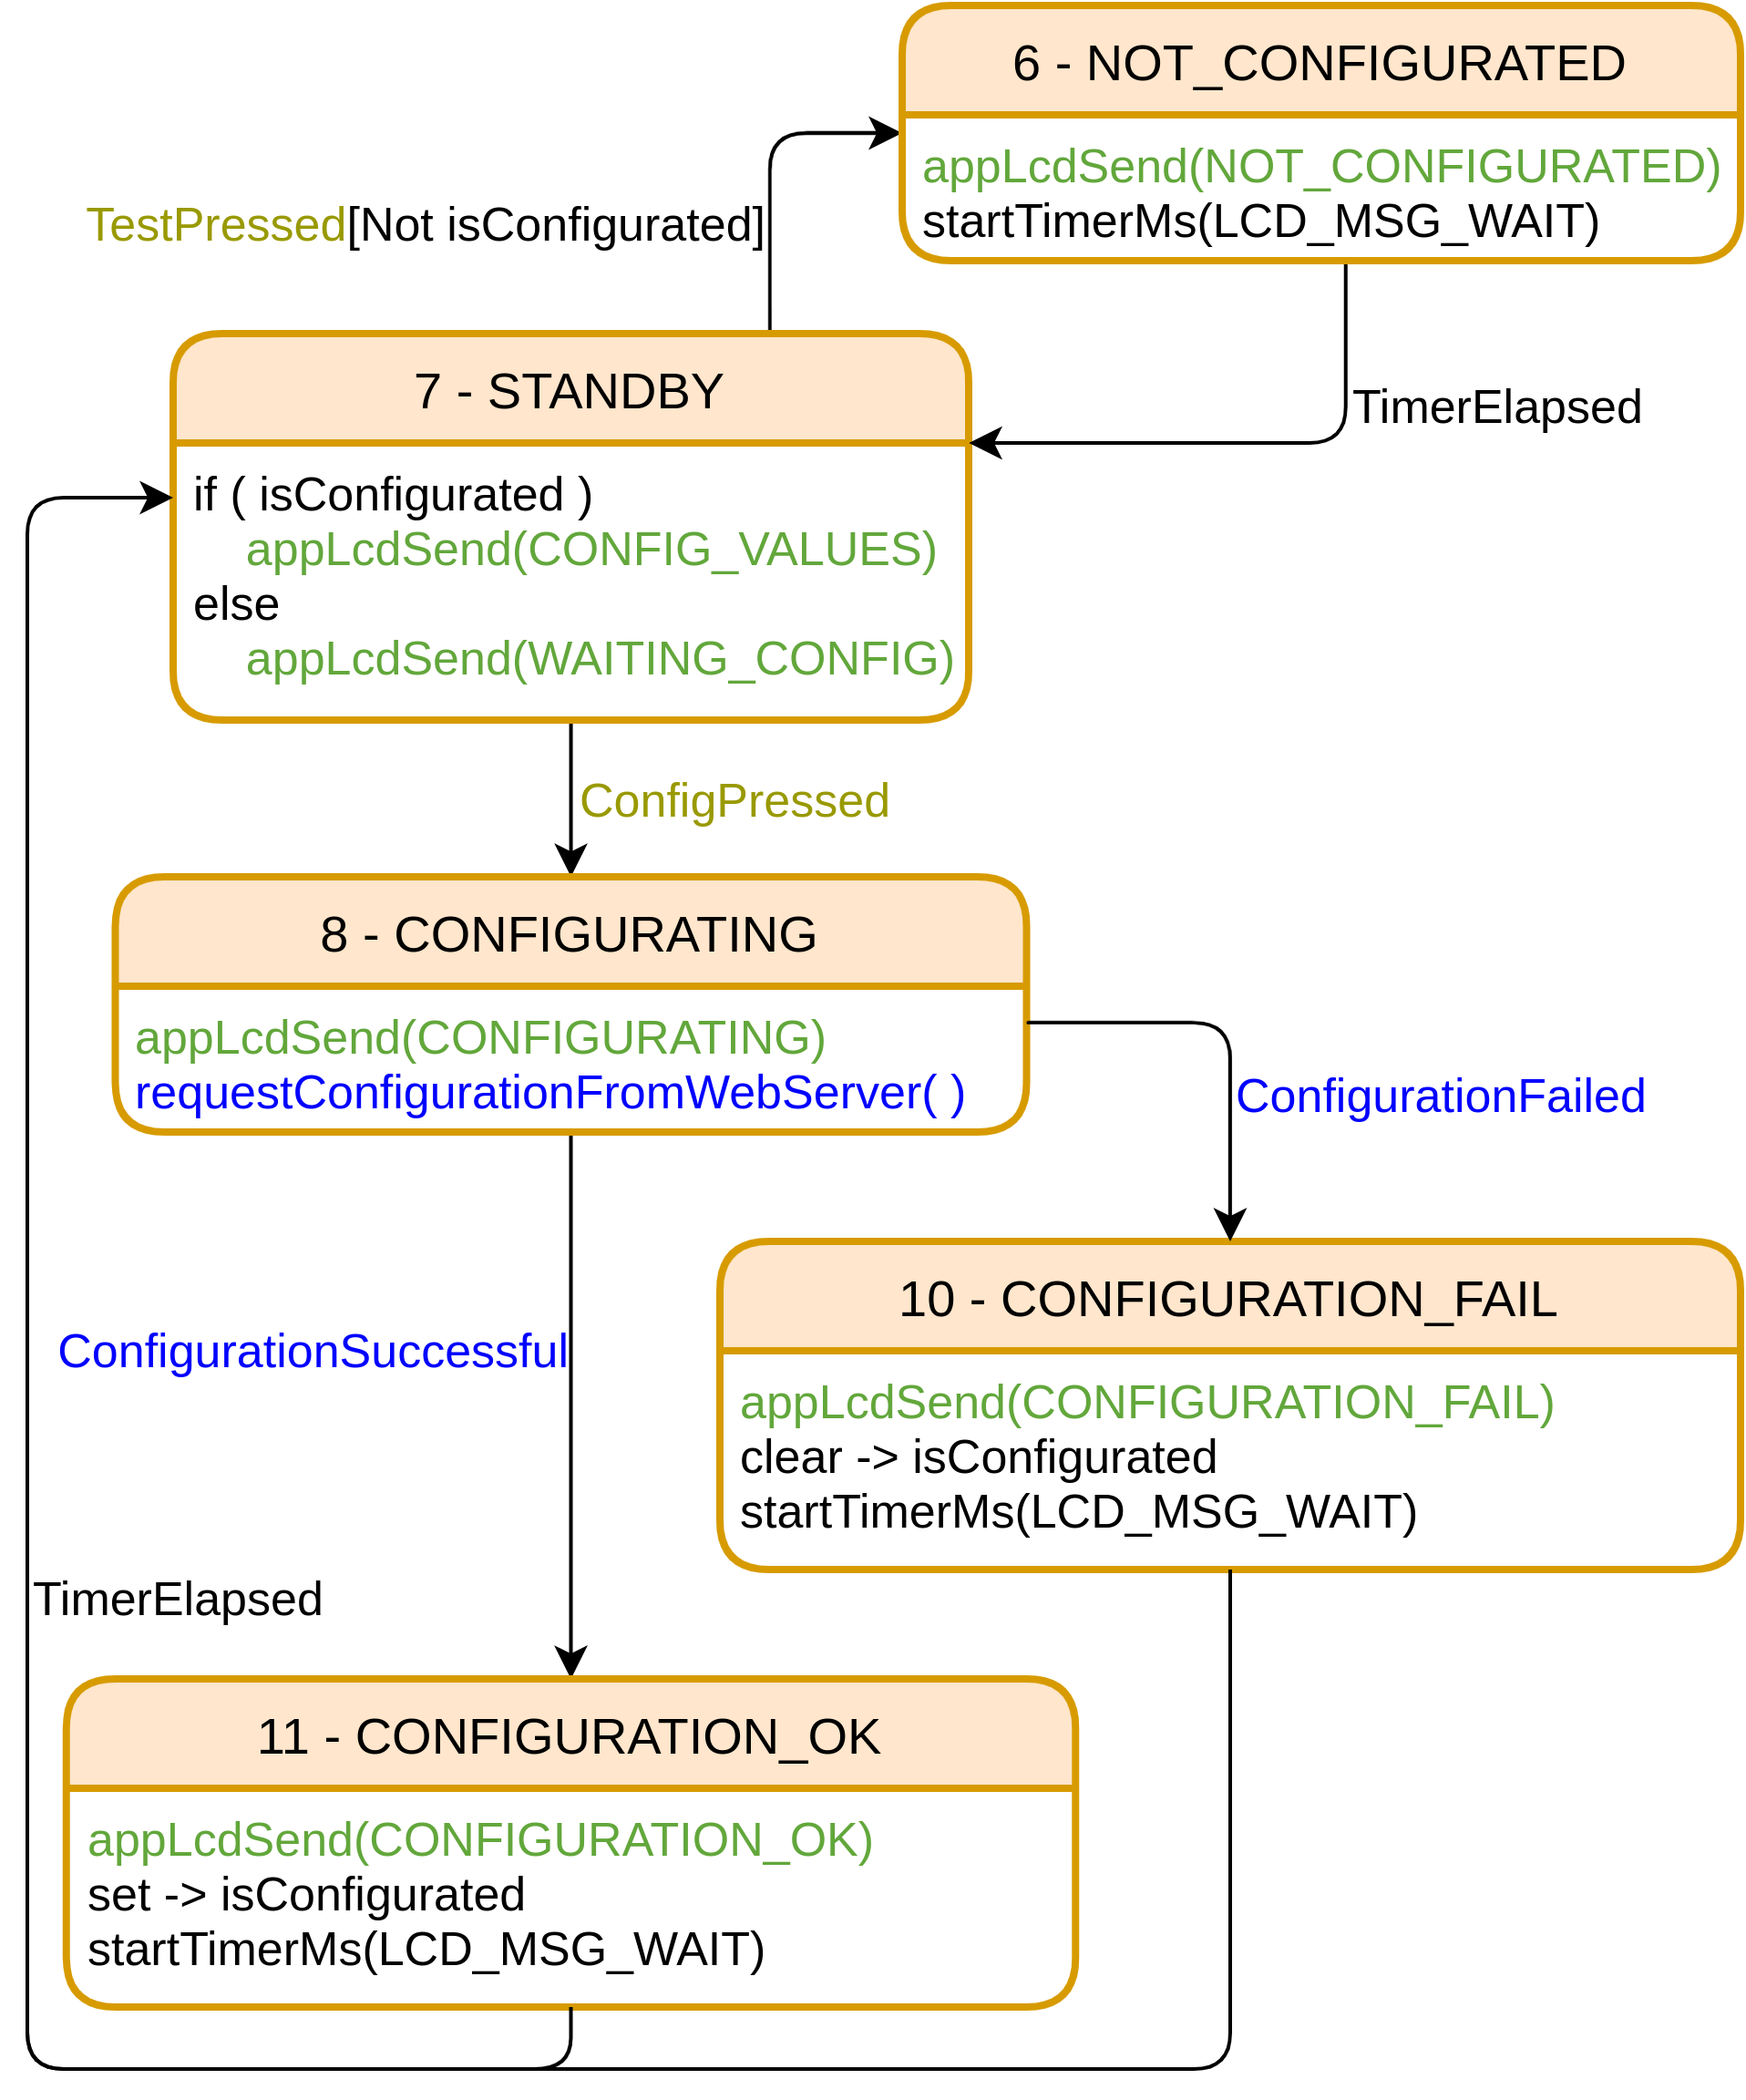 6 - NOT_CONFIGURATED
appLcdSend(NOT_CONFIGURATED)
startTimerMs(LCD_MSG_WAIT)
TestPressed[Not isConfigurated]
TimerElapsed
7 - STANDBY
if ( isConfigurated )
appLcdSend(CONFIG_VALUES)
else
appLcdSend(WAITING_CONFIG)
ConfigPressed
8 - CONFIGURATING
appLcdSend(CONFIGURATING)
requestConfigurationFromWebServer( )
ConfigurationFailed
10 - CONFIGURATION_FAIL
appLcdSend(CONFIGURATION_FAIL)
clear -> isConfigurated
startTimerMs(LCD_MSG_WAIT)
ConfigurationSuccessful
TimerElapsed
11 - CONFIGURATION_OK
appLcdSend(CONFIGURATION_OK)
set -> isConfigurated
startTimerMs(LCD_MSG_WAIT)